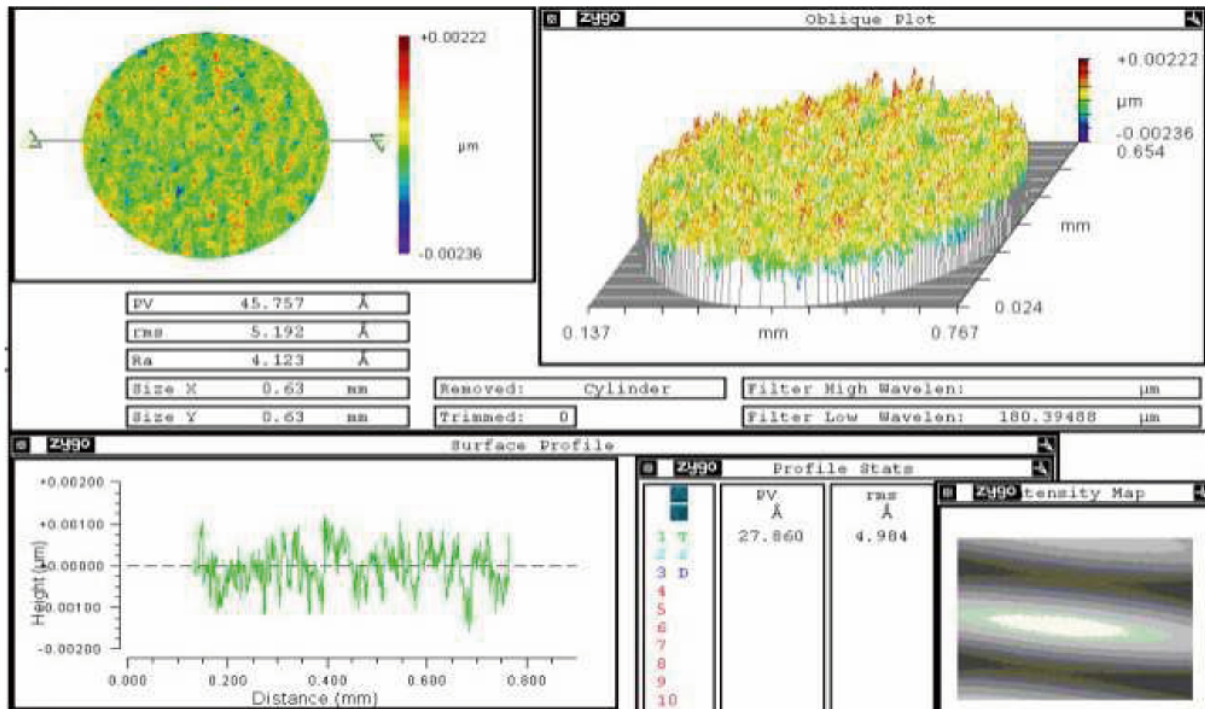 +0.00222
µm
-0.00236
zygo Oblique Plot
+0.00222
µm
-0.00236
0.654
mm
0.024
0.137 mm 0.767
PV 45.757 Å
rms 5.192 Å
Ra 4.123 Å
Size X 0.63 mm
Size Y 0.63 mm
Removed: Cylinder
Trimmed: 0
Filter High Wavelen: µm
Filter Low Wavelen: 180.39488 µm
zygo Surface Profile
+0.00200
+0.00100
+0.00000
-0.00100
-0.00200
Height (µm)
0.000 0.200 0.400 0.600 0.800
Distance (mm)
zygo Profile Stats
PV rms
Å Å
1 T 27.860 4.984
3 D
4
5
6
7
8
9
10
zygo tensity Map